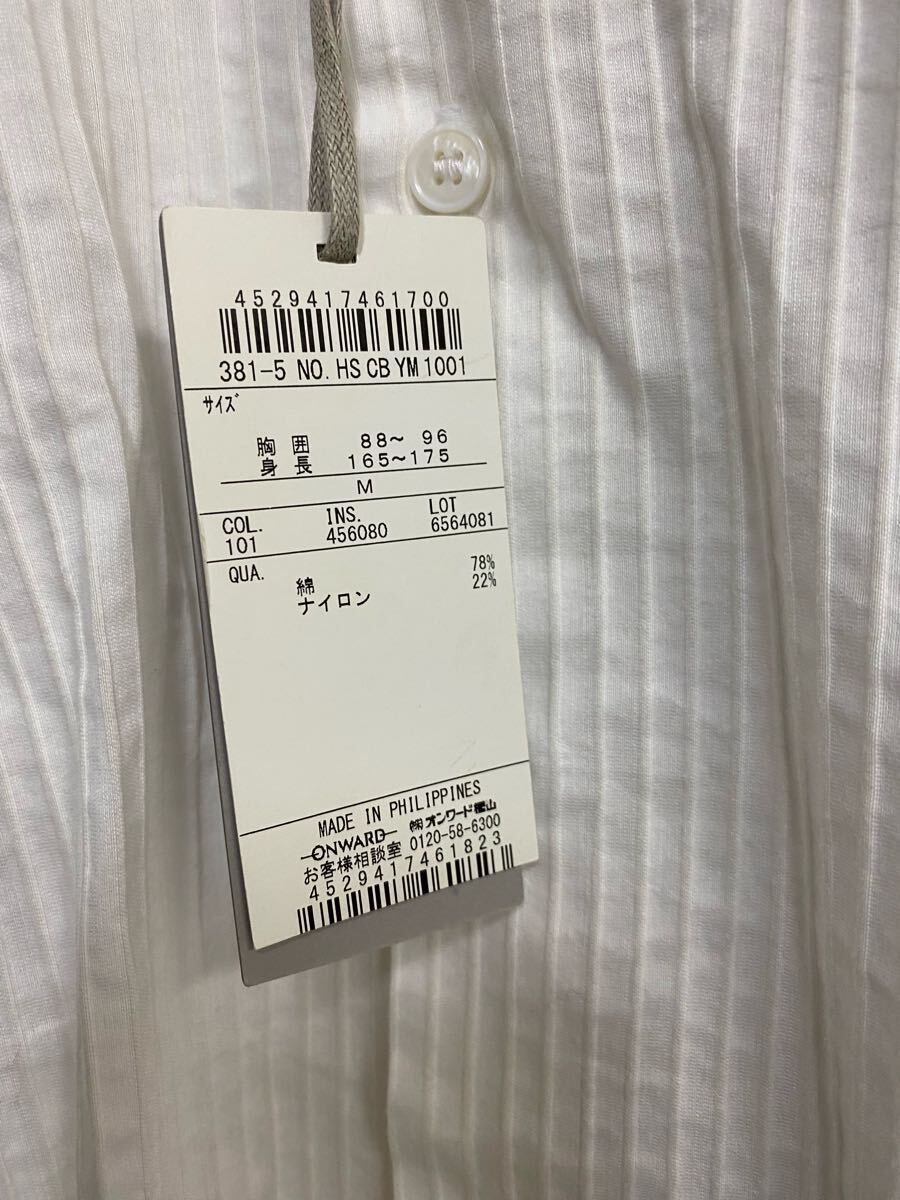 4529417461700
381-5 NO. HS CB YM 1001
ｻｲｽﾞ
胸 囲 88～ 96
身 長 165～175
M
COL. INS. LOT
101 456080 6564081
QUA.
綿 78%
ナイロン 22%
MADE IN PHILIPPINES
ONWARD ㈱オンワード樫山
お客様相談室 0120-58-6300
4529417461823